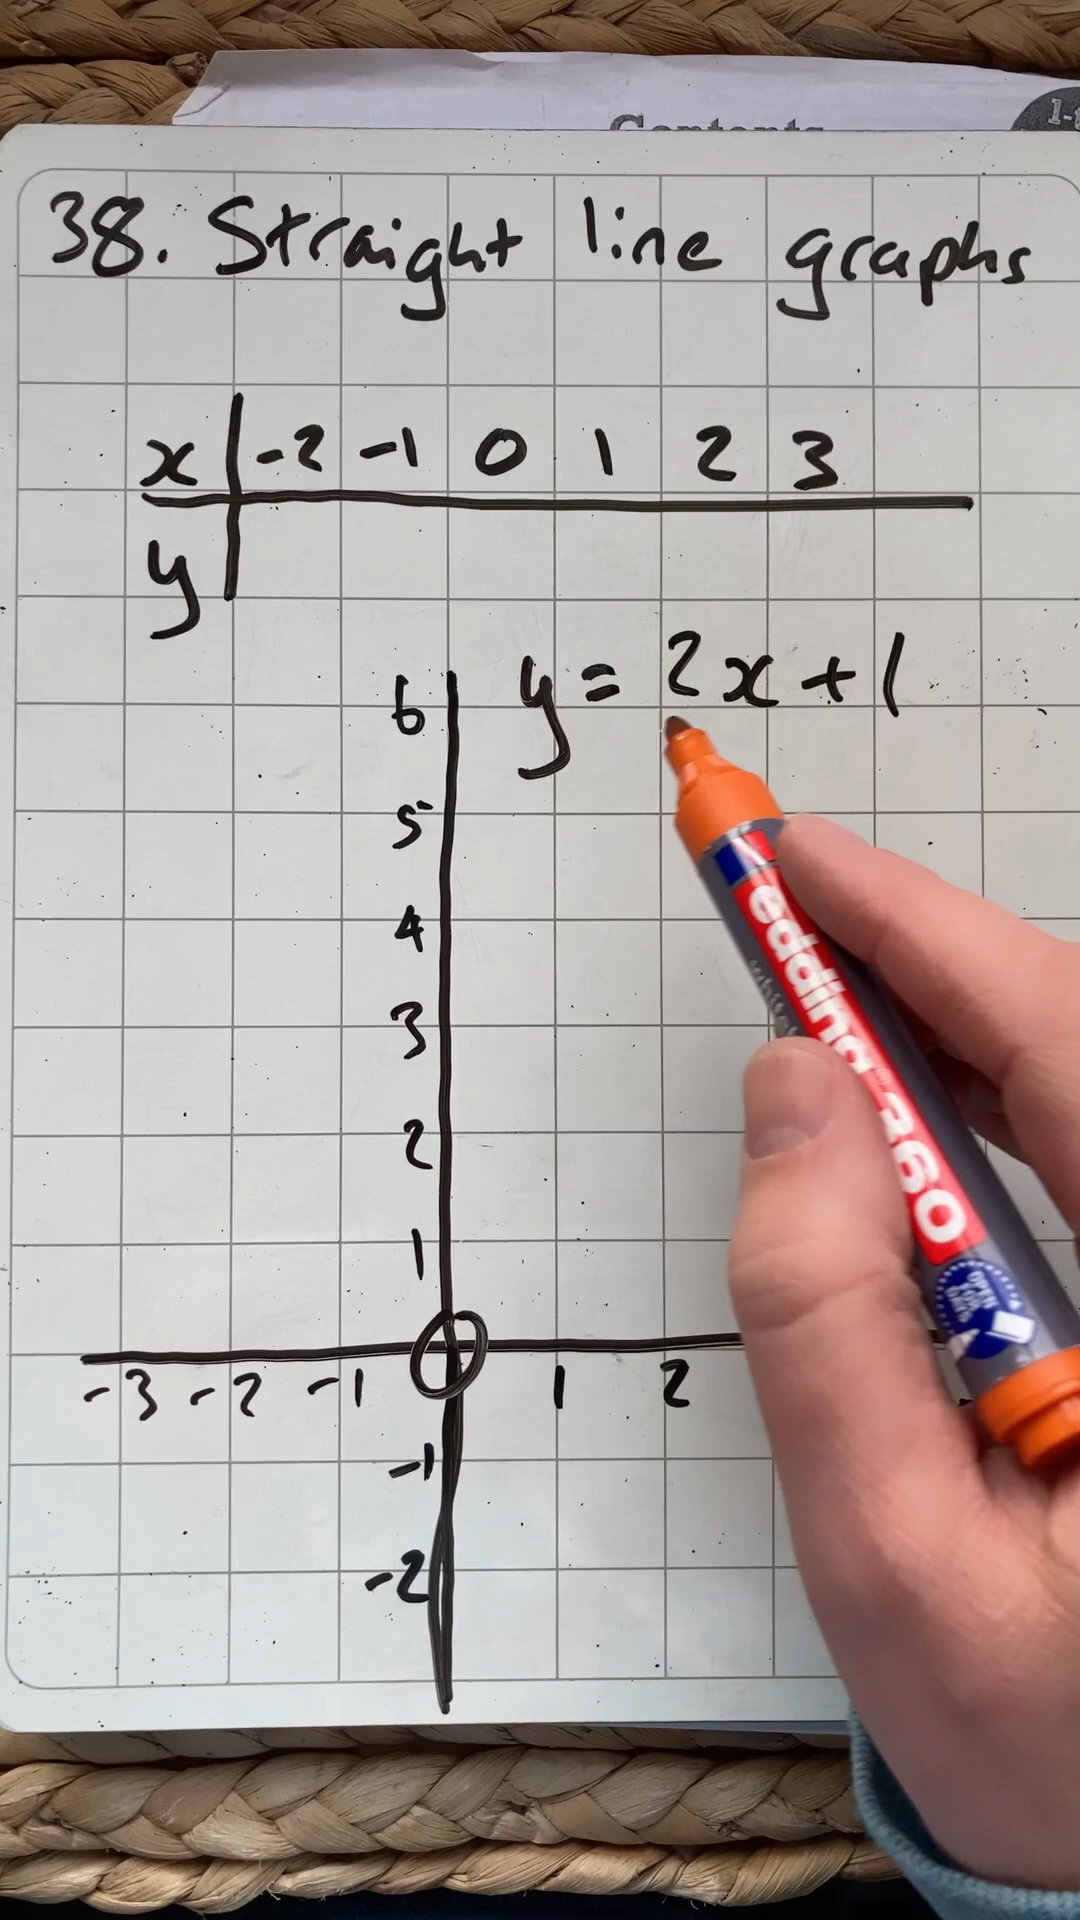 Contents
38. Straight line graphs
x -2 -1 0 1 2 3
y
y = 2x + 1
6
5
4
3
2
1
-3 -2 -1 1 2
-1
-2
edding 360